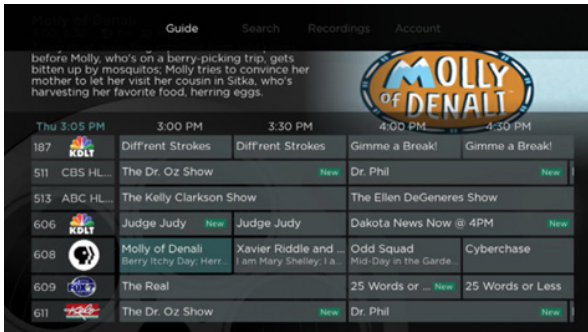 Molly of Denali
Guide Search Recordings Account
before Molly, who's on a berry-picking trip, gets
bitten up by mosquitos; Molly tries to convince her
mother to let her visit her cousin in Sitka, who's
harvesting her favorite food, herring eggs.
MOLLY
OF DENALI
Thu 3:05 PM 3:00 PM 3:30 PM 4:00 PM 4:30 PM
187 KDLT Diff'rent Strokes Diff'rent Strokes Gimme a Break! Gimme a Break!
511 CBS HL... The Dr. Oz Show New Dr. Phil New
513 ABC HL... The Kelly Clarkson Show The Ellen DeGeneres Show
606 KDLT Judge Judy New Judge Judy Dakota News Now @ 4PM New
608 Molly of Denali Xavier Riddle and ... Odd Squad Cyberchase
Berry Itchy Day; Herr... I am Mary Shelley; I a... Mid-Day in the Garde...
609 FOX The Real 25 Words or ... New 25 Words or Less
611 The Dr. Oz Show New Dr. Phil New